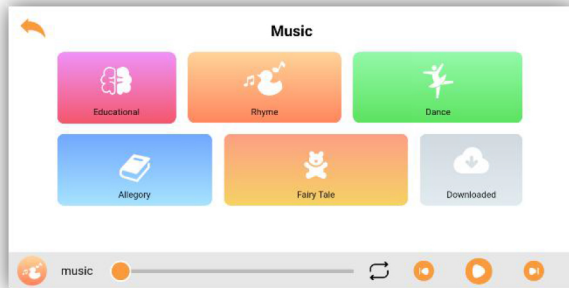 Music
Educational
Rhyme
Dance
Allegory
Fairy Tale
Downloaded
music